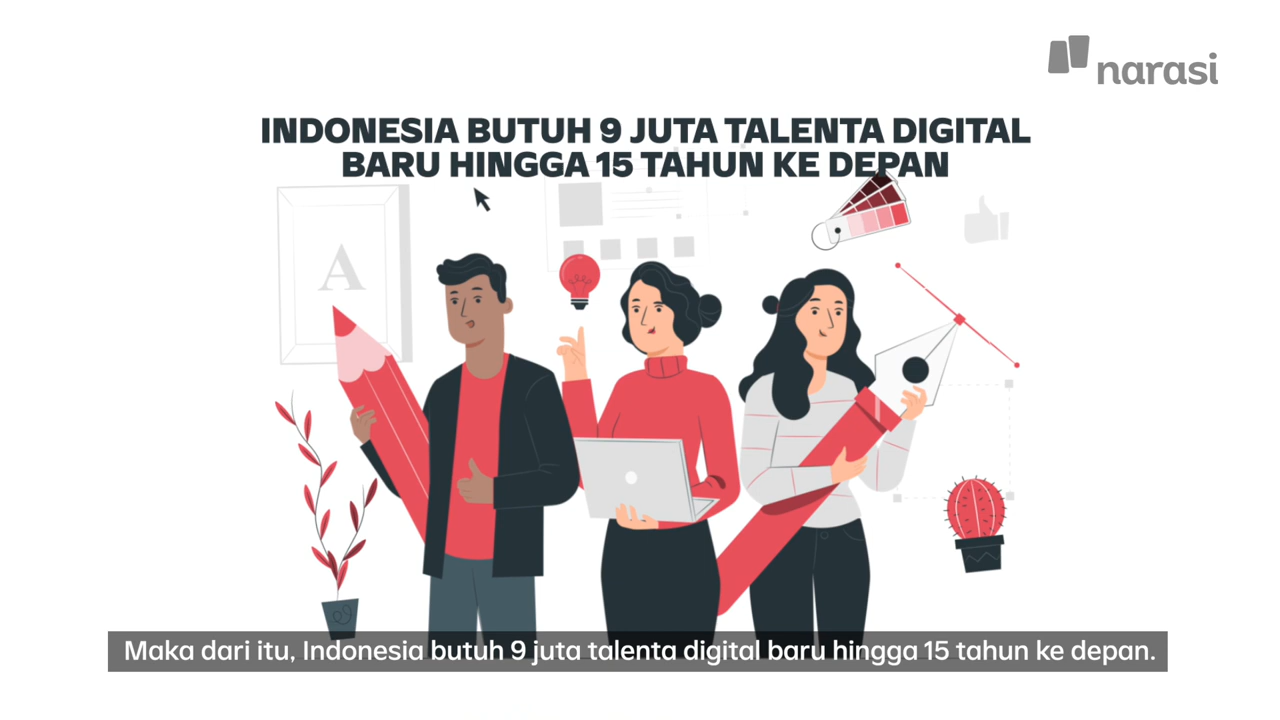 narasi
INDONESIA BUTUH 9 JUTA TALENTA DIGITAL
BARU HINGGA 15 TAHUN KE DEPAN
A
Maka dari itu, Indonesia butuh 9 juta talenta digital baru hingga 15 tahun ke depan.